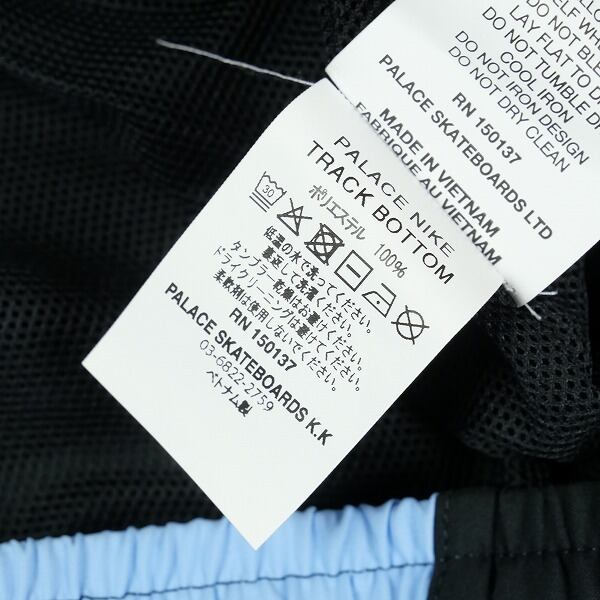 SELF WHI
DO NOT BL
LAY FLAT TO D
DO NOT TUMBLE D
COOL IRON
DO NOT IRON DESIGN
DO NOT DRY CLEAN
RN 150137
PALACE SKATEBOARDS LTD
MADE IN VIETNAM
FABRIQUE AU VIETNAM
PALACE NIKE
TRACK BOTTOM
ポリエステル 100%
30
低温の水で洗ってください。
裏返して洗濯ください。
タンブラー乾燥はお避けください。
ドライクリーニングは避けてください。
柔軟剤は使用しないでください。
RN 150137
PALACE SKATEBOARDS K.K
03-6822-2759
ベトナム製